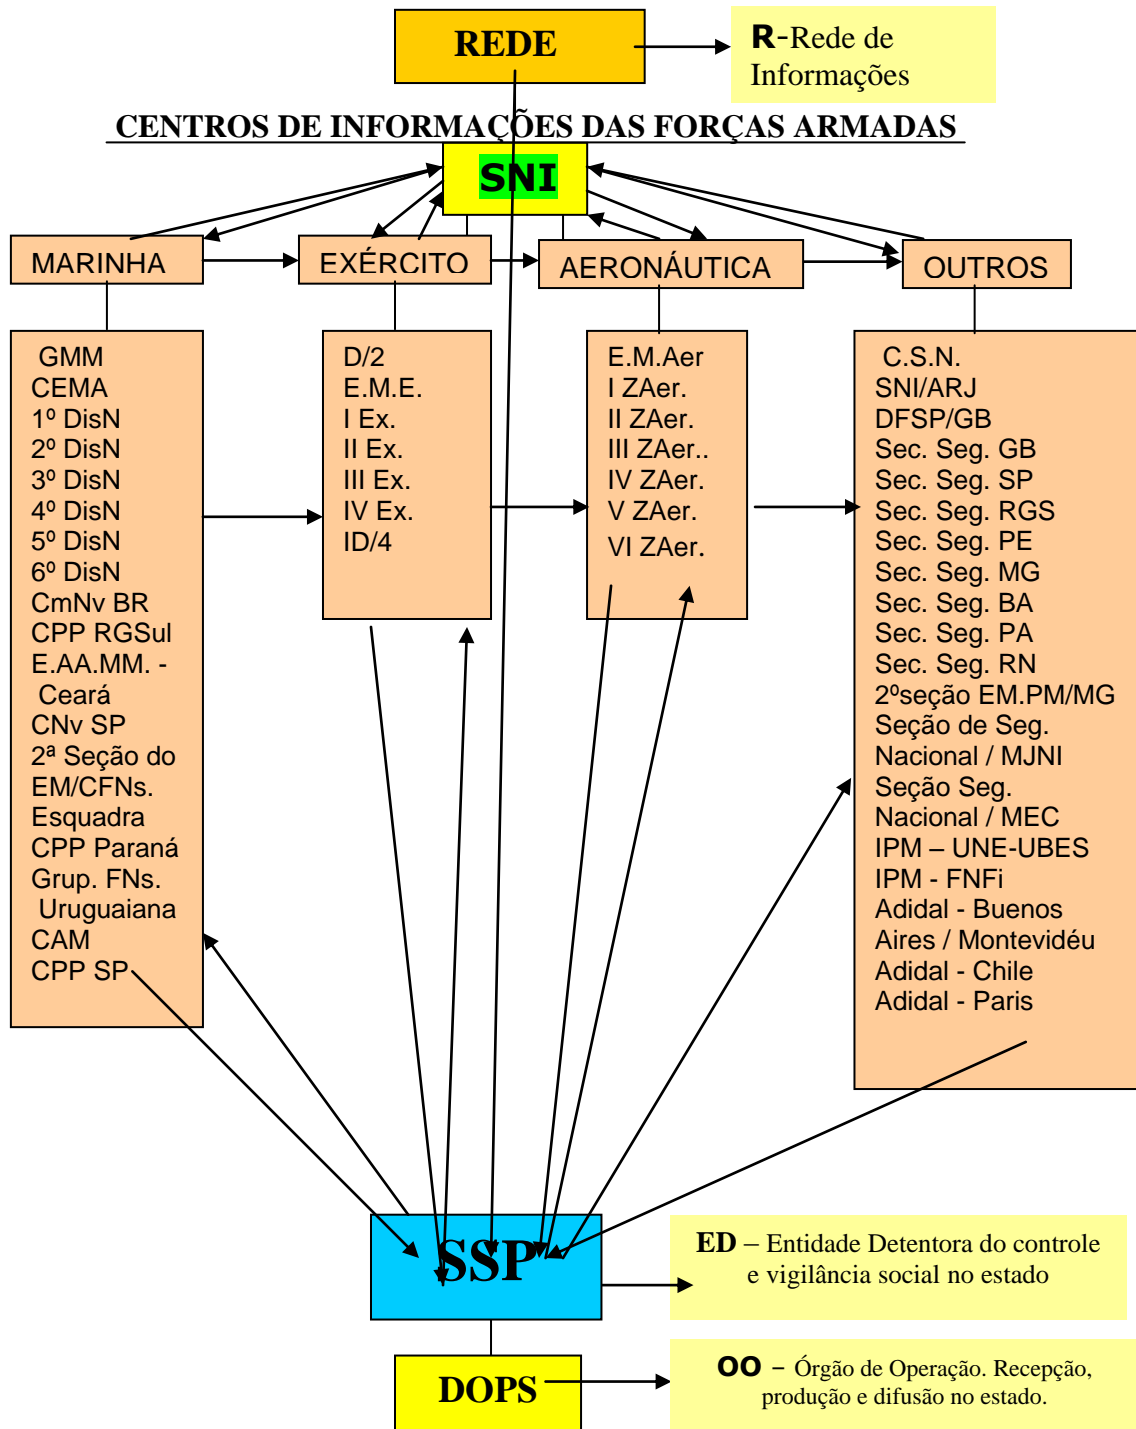 REDE
R-Rede de
Informações
CENTROS DE INFORMAÇÕES DAS FORÇAS ARMADAS
SNI
MARINHA
EXÉRCITO
AERONÁUTICA
OUTROS
GMM
CEMA
1º DisN
2º DisN
3º DisN
4º DisN
5º DisN
6º DisN
CmNv BR
CPP RGSul
E.AA.MM. -
Ceará
CNv SP
2ª Seção do
EM/CFNs.
Esquadra
CPP Paraná
Grup. FNs.
Uruguaiana
CAM
CPP SP
D/2
E.M.E.
I Ex.
II Ex.
III Ex.
IV Ex.
ID/4
E.M.Aer
I ZAer.
II ZAer.
III ZAer..
IV ZAer.
V ZAer.
VI ZAer.
C.S.N.
SNI/ARJ
DFSP/GB
Sec. Seg. GB
Sec. Seg. SP
Sec. Seg. RGS
Sec. Seg. PE
Sec. Seg. MG
Sec. Seg. BA
Sec. Seg. PA
Sec. Seg. RN
2ºseção EM.PM/MG
Seção de Seg.
Nacional / MJNI
Seção Seg.
Nacional / MEC
IPM – UNE-UBES
IPM - FNFi
Adidal - Buenos
Aires / Montevidéu
Adidal - Chile
Adidal - Paris
SSP
ED – Entidade Detentora do controle
e vigilância social no estado
DOPS
OO – Órgão de Operação. Recepção,
produção e difusão no estado.